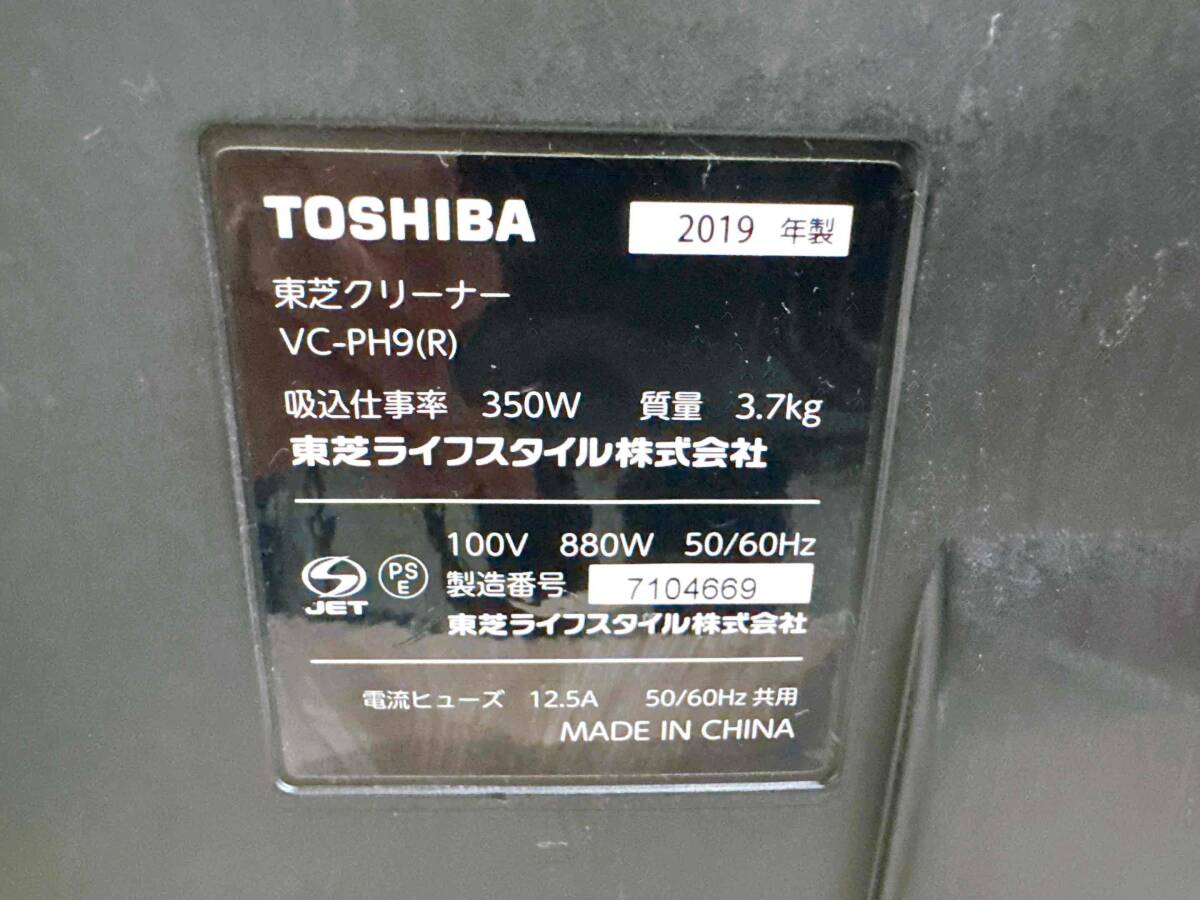 TOSHIBA 2019 年製
東芝クリーナー
VC-PH9(R)
吸込仕事率 350W 質量 3.7kg
東芝ライフスタイル株式会社
100V 880W 50/60Hz
JET PSE 製造番号 7104669
東芝ライフスタイル株式会社
電流ヒューズ 12.5A 50/60Hz 共用
MADE IN CHINA